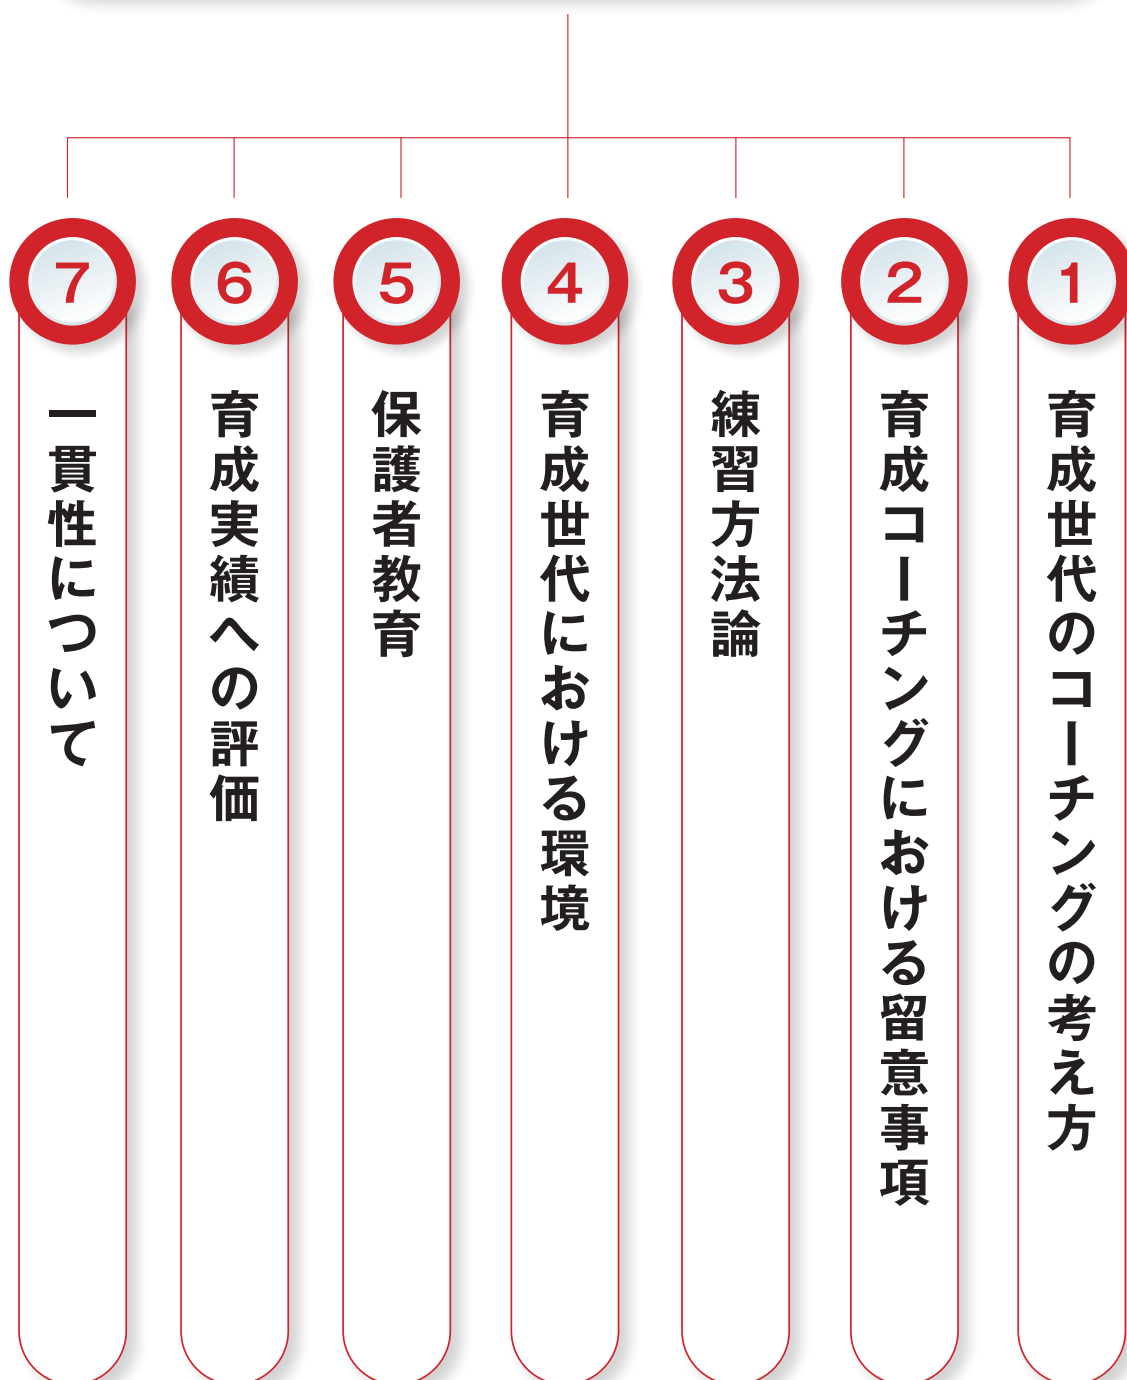 1
育成世代のコーチングの考え方
2
育成コーチングにおける留意事項
3
練習方法論
4
育成世代における環境
5
保護者教育
6
育成実績への評価
7
一貫性について